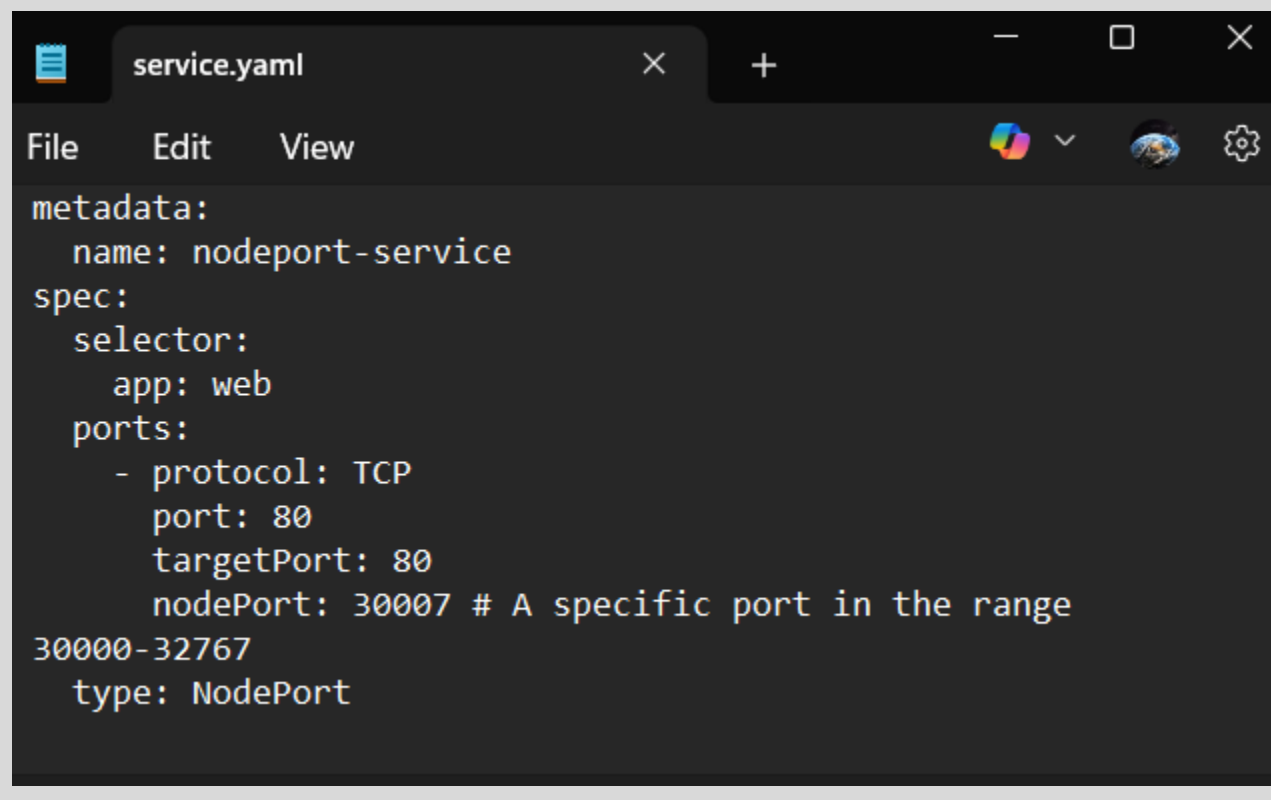 service.yaml
File Edit View
metadata:
  name: nodeport-service
spec:
  selector:
    app: web
  ports:
    - protocol: TCP
      port: 80
      targetPort: 80
      nodePort: 30007 # A specific port in the range
30000-32767
  type: NodePort